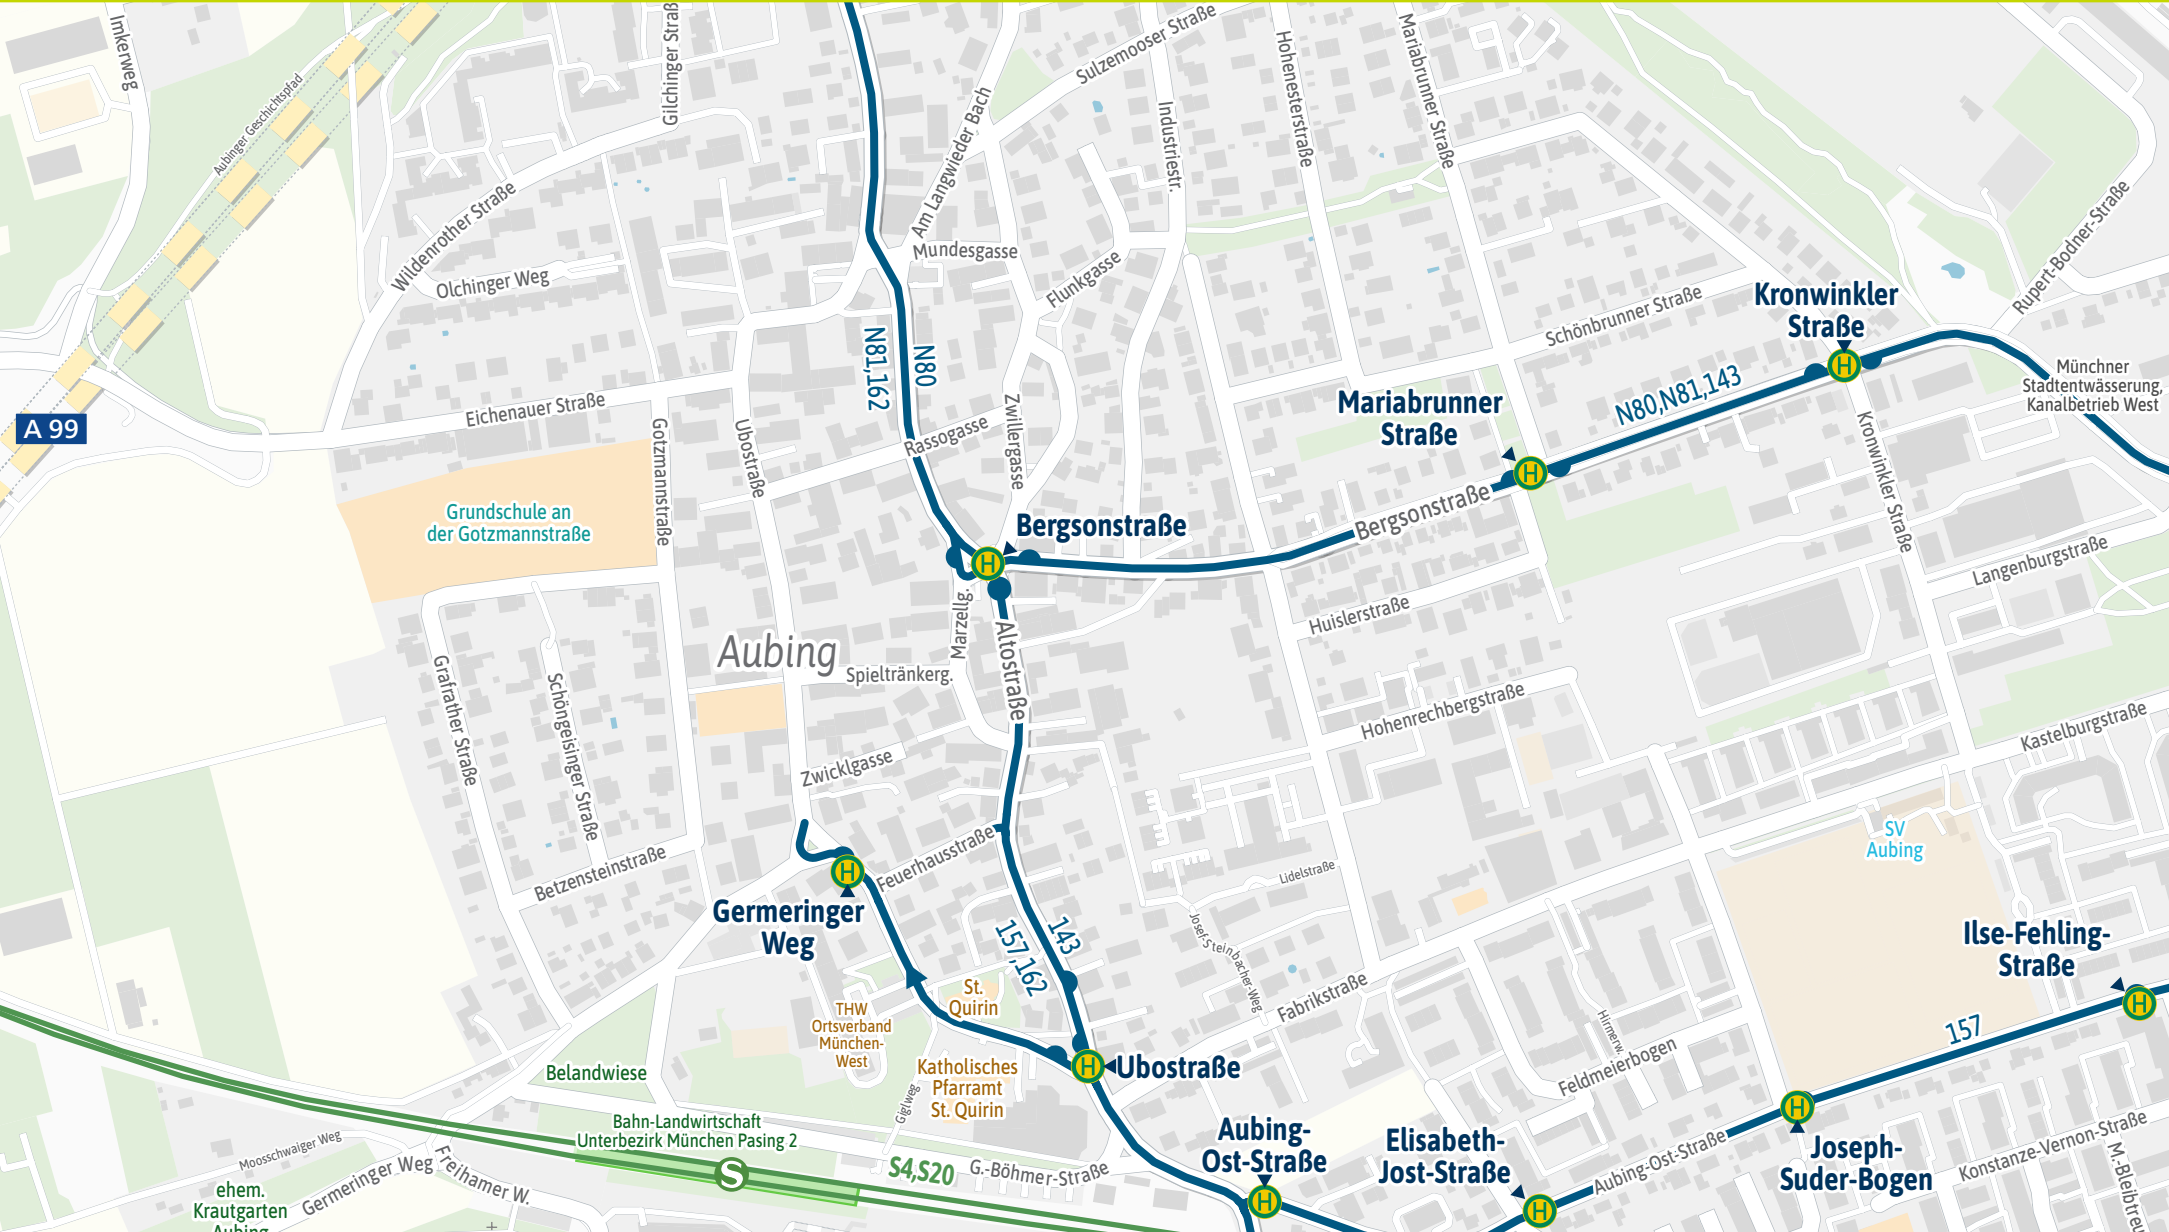 Imkerweg
Aubinger Geschichtspfad
Gilchinger Straß
Sulzemooser Straße
Industriestr.
Hohenesterstraße
Mariabrunner Straße
Am Langwieder Bach
Wildenrother Straße
Olchinger Weg
Mundesgasse
Flunkgasse
Rupert-Bodner-Straße
Kronwinkler
Straße
H
Schönbrunner Straße
Münchner
Stadtentwässerung,
Kanalbetrieb West
N81,162
N80
N80,N81,143
Mariabrunner
Straße
H
A 99
Eichenauer Straße
Gotzmannstraße
Ubostraße
Rassogasse
Zwillergasse
Kronwinkler Straße
Grundschule an
der Gotzmannstraße
Bergsonstraße
H
Bergsonstraße
Langenburgstraße
Huislerstraße
Marzellg.
Altostraße
Aubing
Spieltränkerg.
Grafrather Straße
Schöngeisinger Straße
Hohenrechbergstraße
Kastelburgstraße
Zwicklgasse
Feuerhausstraße
Betzensteinstraße
SV
Aubing
Lidelstraße
H
Germeringer
Weg
143
157,162
Josef-Steinbacher-Weg
Fabrikstraße
Ilse-Fehling-
Straße
H
St.
Quirin
THW
Ortsverband
München-
West
Hirmerw.
Feldmeierbogen
157
Katholisches
Pfarramt
St. Quirin
H
Ubostraße
Belandwiese
Giglweg
Bahn-Landwirtschaft
Unterbezirk München Pasing 2
S
S4,S20
G.-Böhmer-Straße
Aubing-
Ost-Straße
H
Elisabeth-
Jost-Straße
H
Aubing-Ost-Straße
H
Joseph-
Suder-Bogen
Konstanze-Vernon-Straße
M.-Bleibtreu
Moosschwaiger Weg
Germeringer Weg
Freihamer W.
ehem.
Krautgarten
Aubing